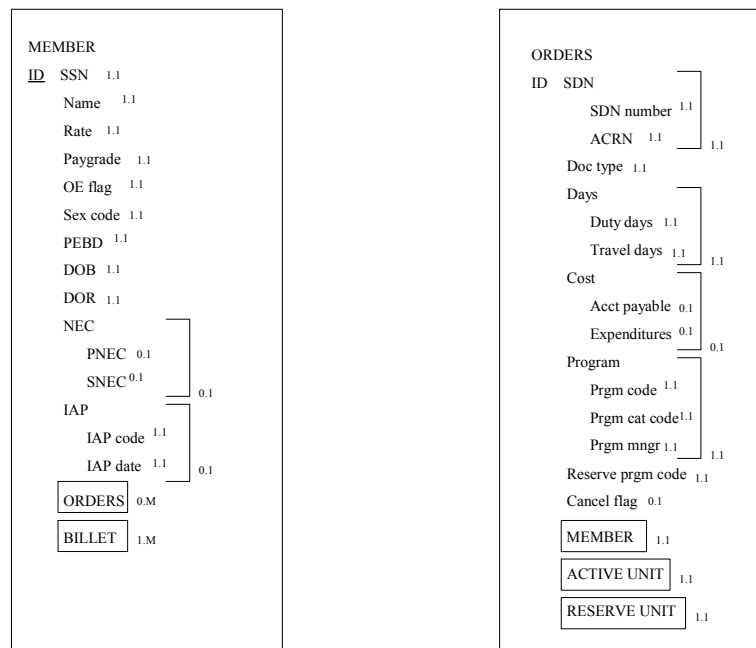 MEMBER
ID SSN 1.1
Name 1.1
Rate 1.1
Paygrade 1.1
OE flag 1.1
Sex code 1.1
PEBD 1.1
DOB 1.1
DOR 1.1
NEC
PNEC 0.1
SNEC 0.1
0.1
IAP
IAP code 1.1
IAP date 1.1
0.1
ORDERS 0.M
BILLET 1.M
ORDERS
ID SDN
SDN number 1.1
ACRN 1.1
1.1
Doc type 1.1
Days
Duty days 1.1
Travel days 1.1
1.1
Cost
Acct payable 0.1
Expenditures 0.1
0.1
Program
Prgm code 1.1
Prgm cat code 1.1
Prgm mngr 1.1
1.1
Reserve prgm code 1.1
Cancel flag 0.1
MEMBER 1.1
ACTIVE UNIT 1.1
RESERVE UNIT 1.1